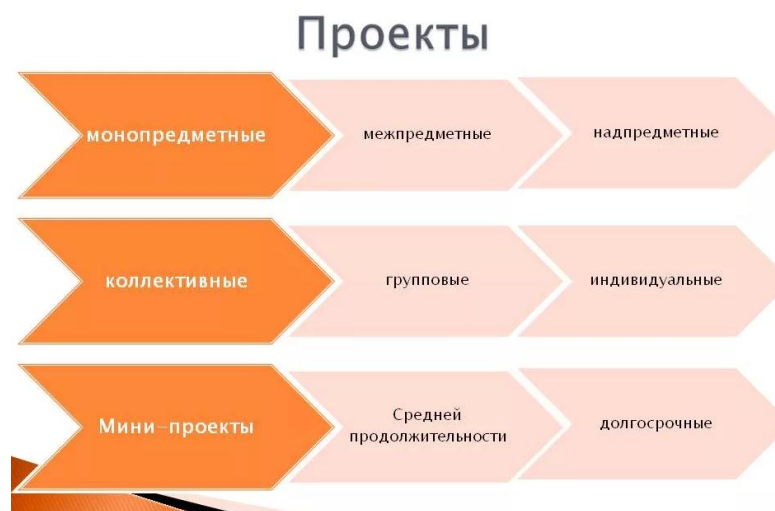 Проекты
монопредметные
межпредметные
надпредметные
коллективные
групповые
индивидуальные
Мини-проекты
Средней
продолжительности
долгосрочные